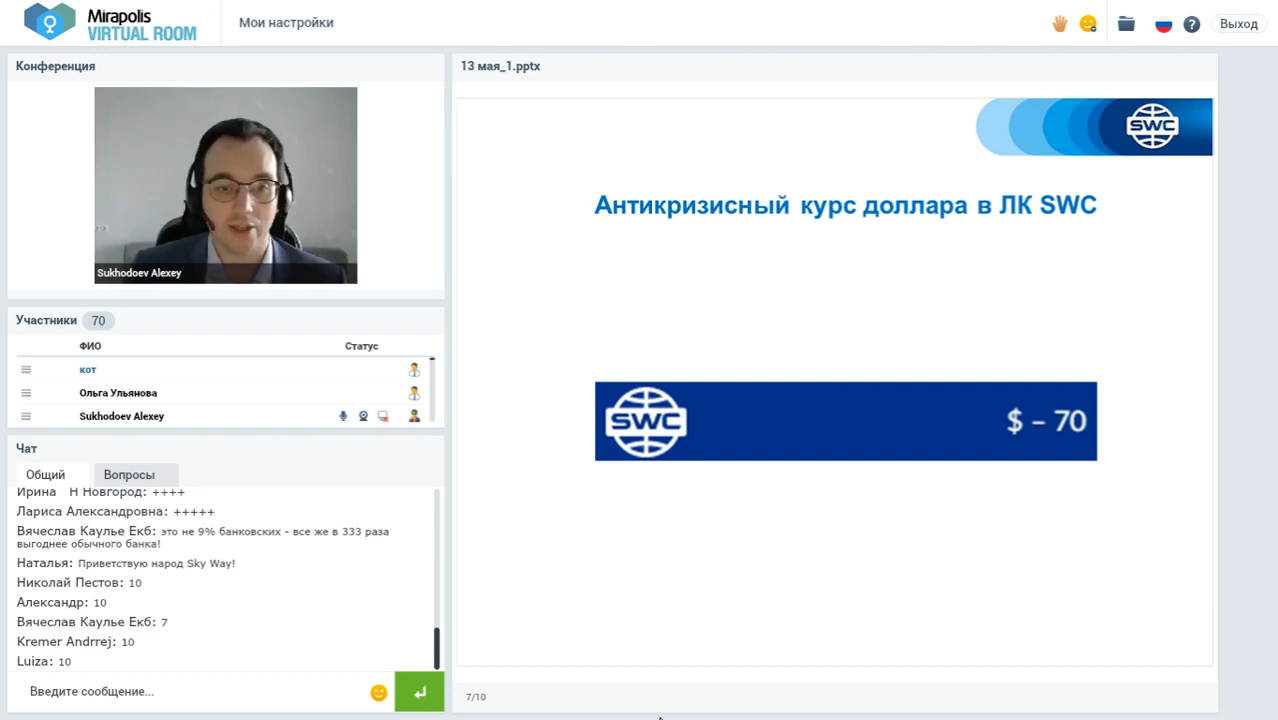 Mirapolis
VIRTUAL ROOM
Мои настройки
?
Выход
Конференция
Sukhodoev Alexey
Участники 70
ФИО Статус
кот
Ольга Ульянова
Sukhodoev Alexey
Чат
Общий Вопросы
Ирина Н Новгород: ++++
Лариса Александровна: +++++
Вячеслав Каулье Екб: это не 9% банковских - все же в 333 раза
выгоднее обычного банка!
Наталья: Приветствую народ Sky Way!
Николай Пестов: 10
Александр: 10
Вячеслав Каулье Екб: 7
Kremer Andrrej: 10
Luiza: 10
Введите сообщение...
13 мая_1.pptx
SWC
Антикризисный курс доллара в ЛК SWC
SWC $ – 70
7/10